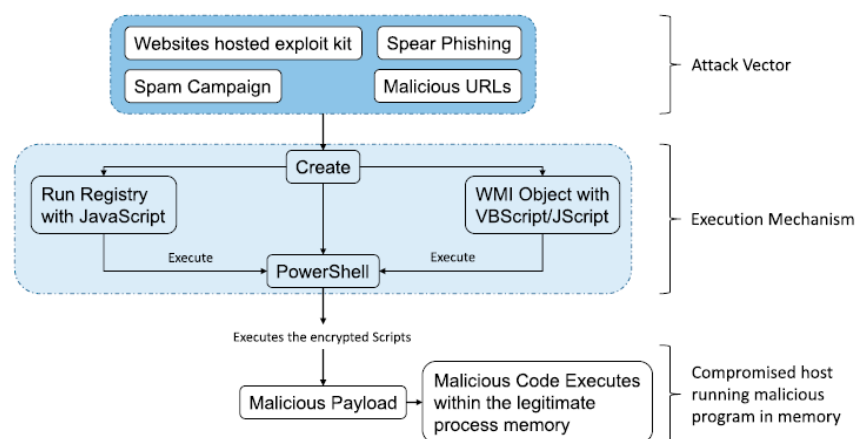 Websites hosted exploit kit
Spear Phishing
Spam Campaign
Malicious URLs
Attack Vector
Create
Run Registry
with JavaScript
WMI Object with
VBScript/JScript
Execution Mechanism
Execute
Execute
PowerShell
Executes the encrypted Scripts
Malicious Payload
Malicious Code Executes
within the legitimate
process memory
Compromised host
running malicious
program in memory